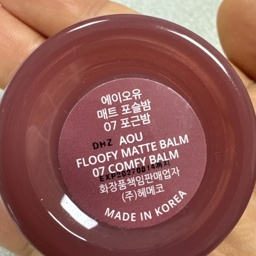 에이오유
매트 포슬밤
07 포근밤
DHZ AOU
FLOOFY MATTE BALM
07 COMFY BALM
화장품책임판매업자
(주)헤메코
MADE IN KOREA